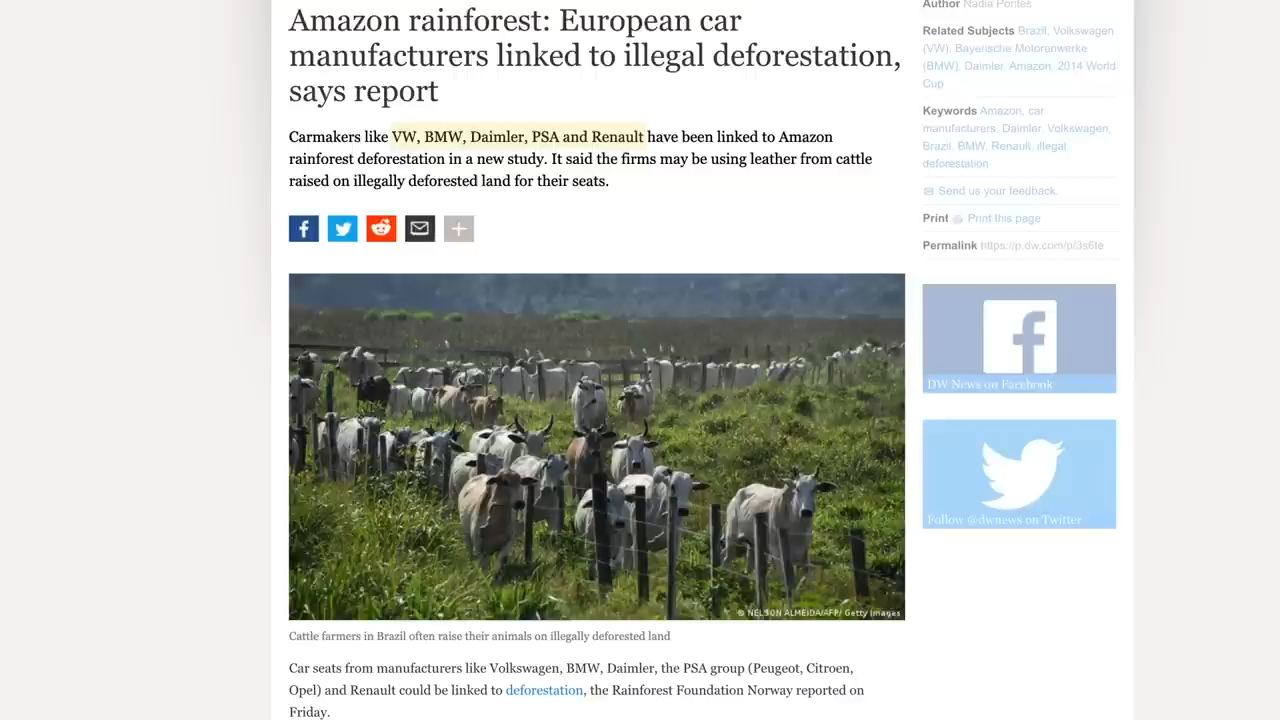 Amazon rainforest: European car
manufacturers linked to illegal deforestation,
says report
Carmakers like VW, BMW, Daimler, PSA and Renault have been linked to Amazon
rainforest deforestation in a new study. It said the firms may be using leather from cattle
raised on illegally deforested land for their seats.
© NELSON ALMEIDA/AFP/ Getty Images
Cattle farmers in Brazil often raise their animals on illegally deforested land
Car seats from manufacturers like Volkswagen, BMW, Daimler, the PSA group (Peugeot, Citroen,
Opel) and Renault could be linked to deforestation, the Rainforest Foundation Norway reported on
Friday.
Author Nadia Pontes
Related Subjects Brazil, Volkswagen
(VW), Bayerische Motorenwerke
(BMW), Daimler, Amazon, 2014 World
Cup
Keywords Amazon, car
manufacturers, Daimler, Volkswagen,
Brazil, BMW, Renault, illegal
deforestation
Send us your feedback.
Print Print this page
Permalink https://p.dw.com/p/3s6te
DW News on Facebook
Follow @dwnews on Twitter